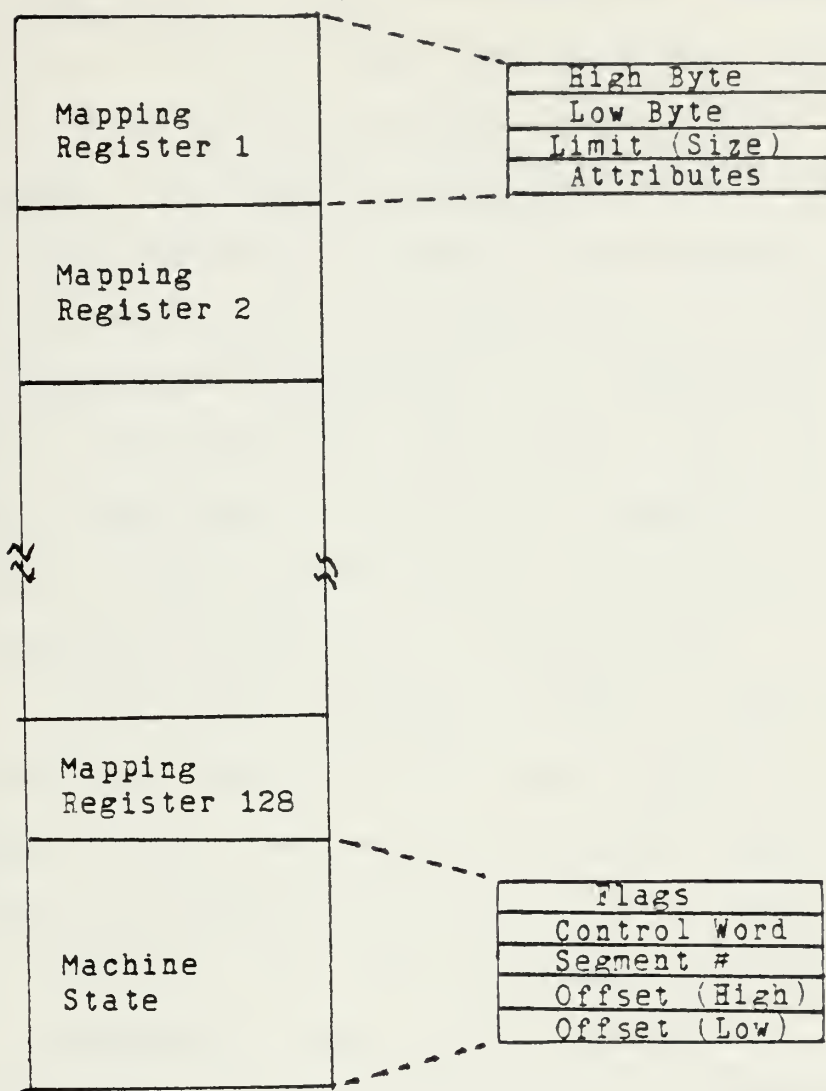 Mapping
Register 1
High Byte
Low Byte
Limit (Size)
Attributes
Mapping
Register 2
Mapping
Register 128
Machine
State
Flags
Control Word
Segment #
Offset (High)
Offset (Low)